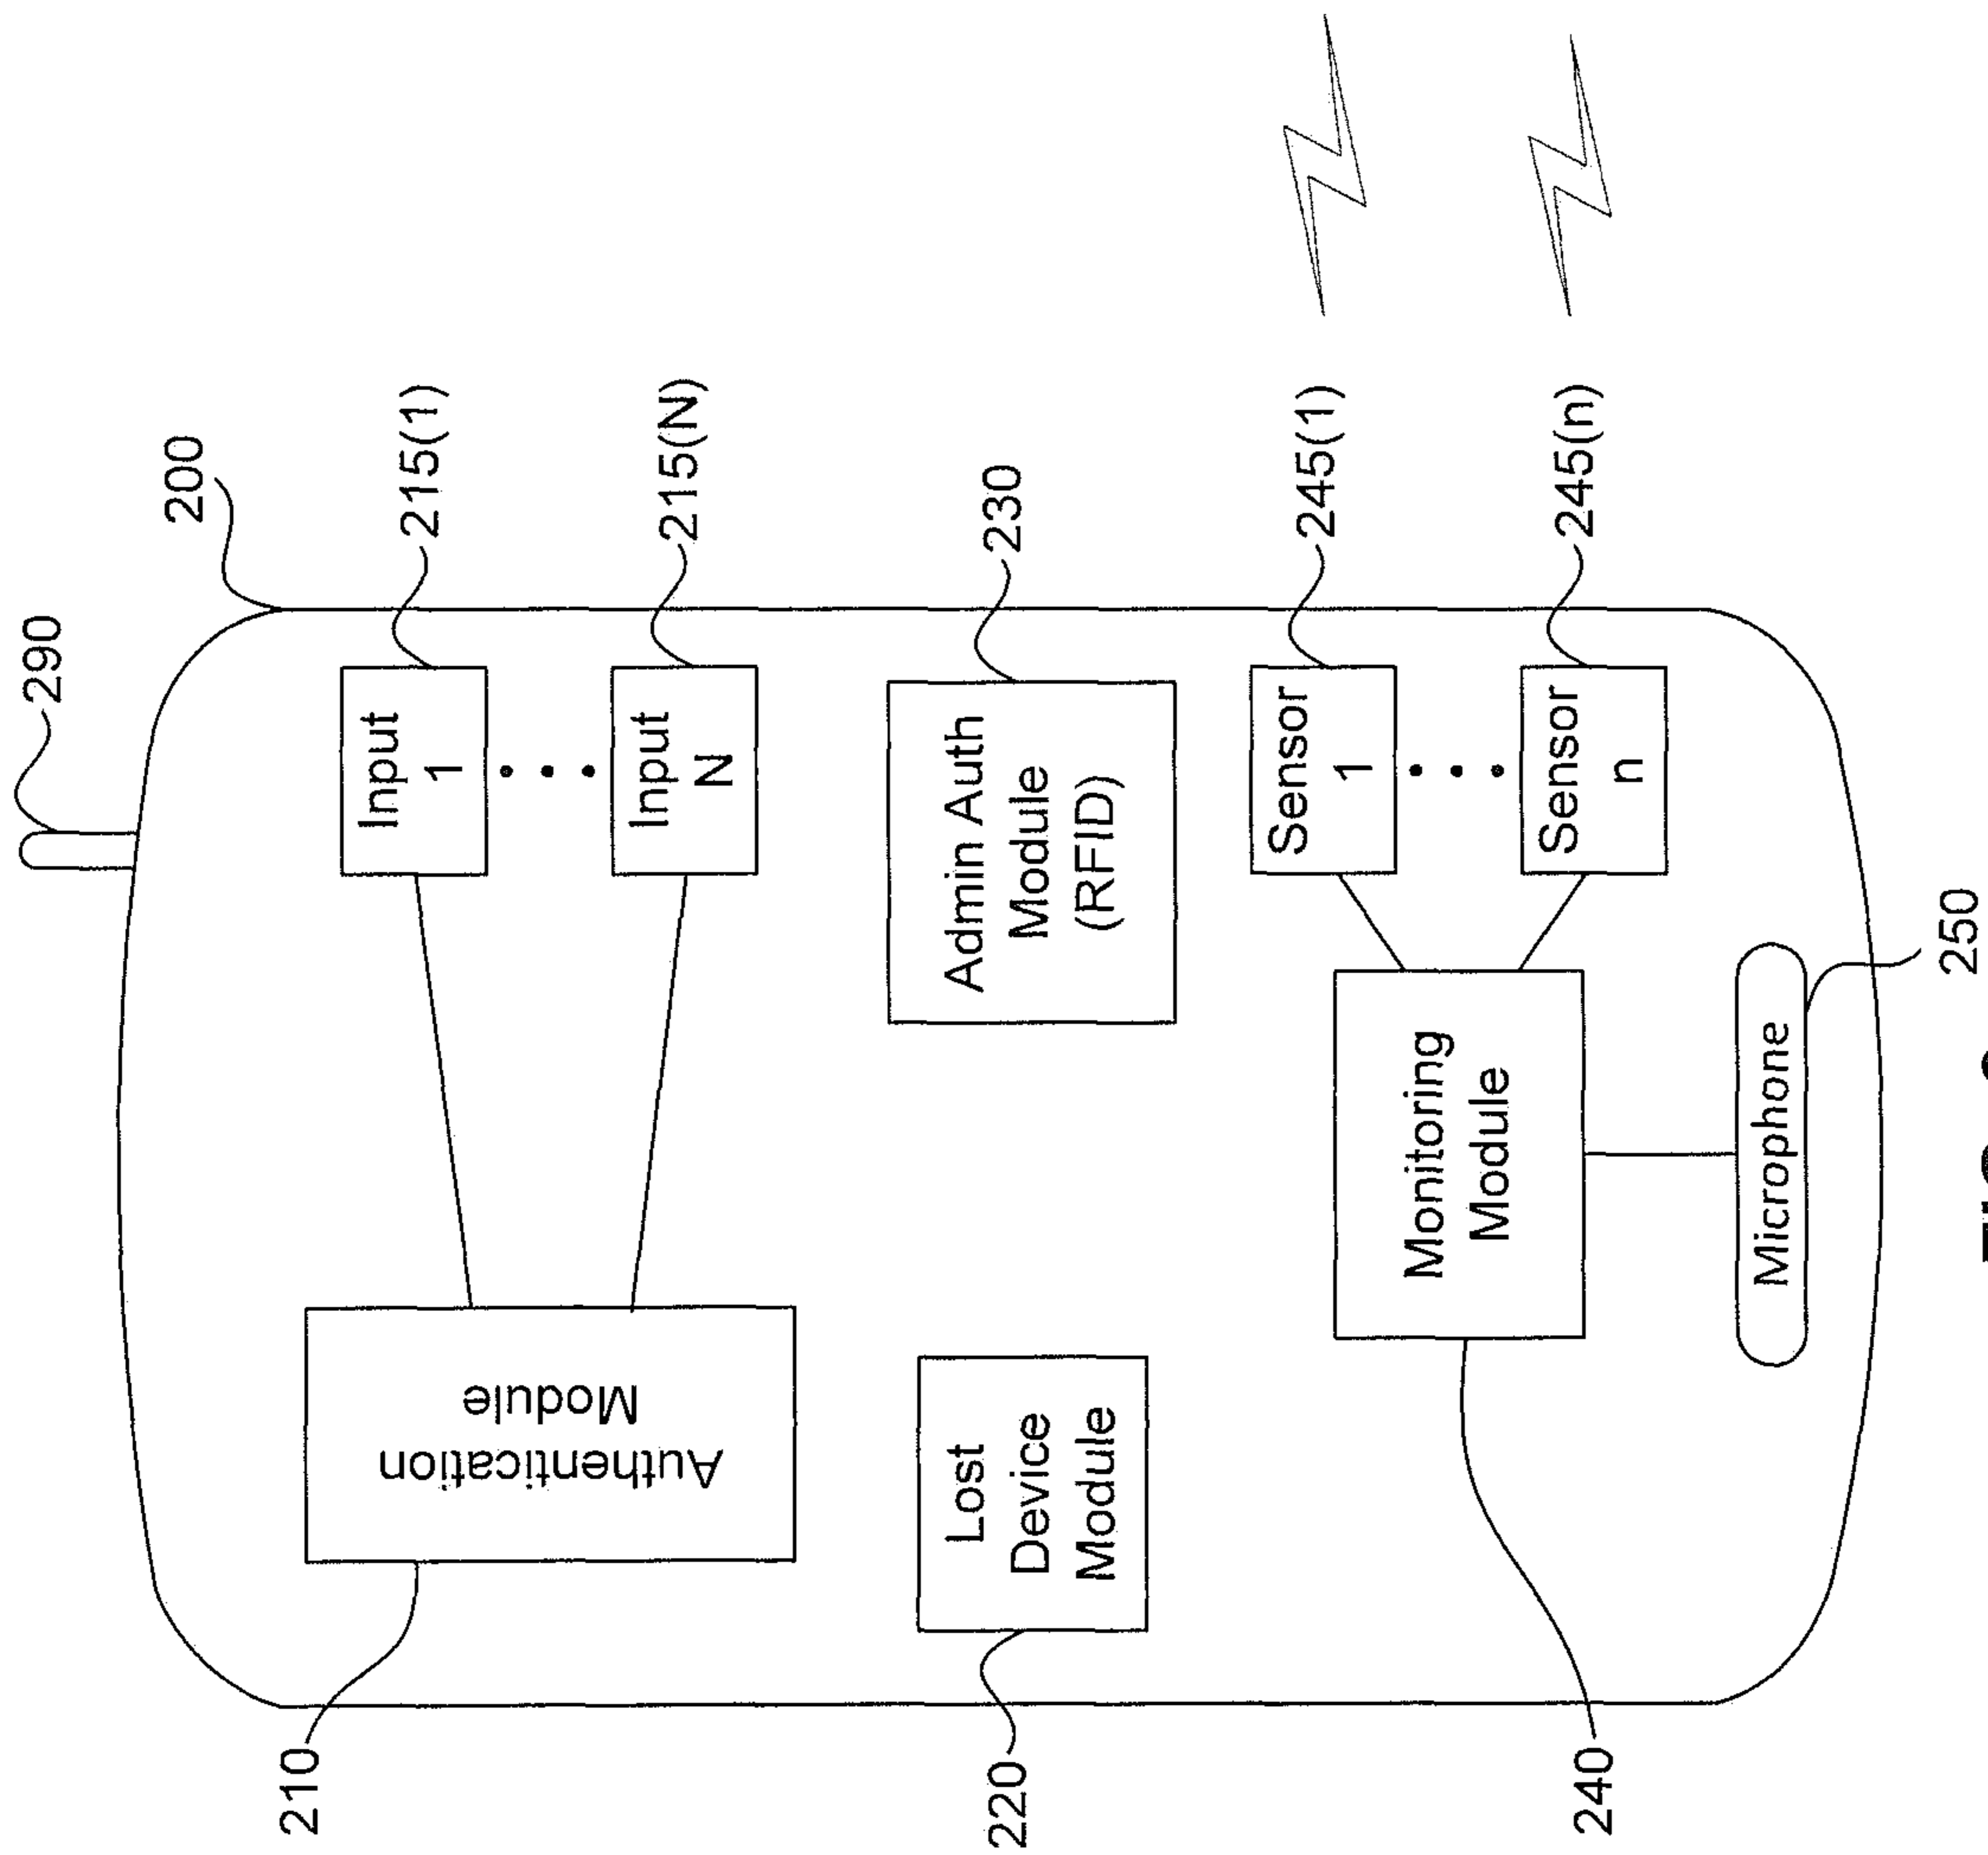 290
200
210
Authentication
Module
Input
1
215(1)
Input
N
215(N)
220
Lost
Device
Module
Admin Auth
Module
(RFID)
230
240
Monitoring
Module
Sensor
1
245(1)
Sensor
n
245(n)
Microphone
250